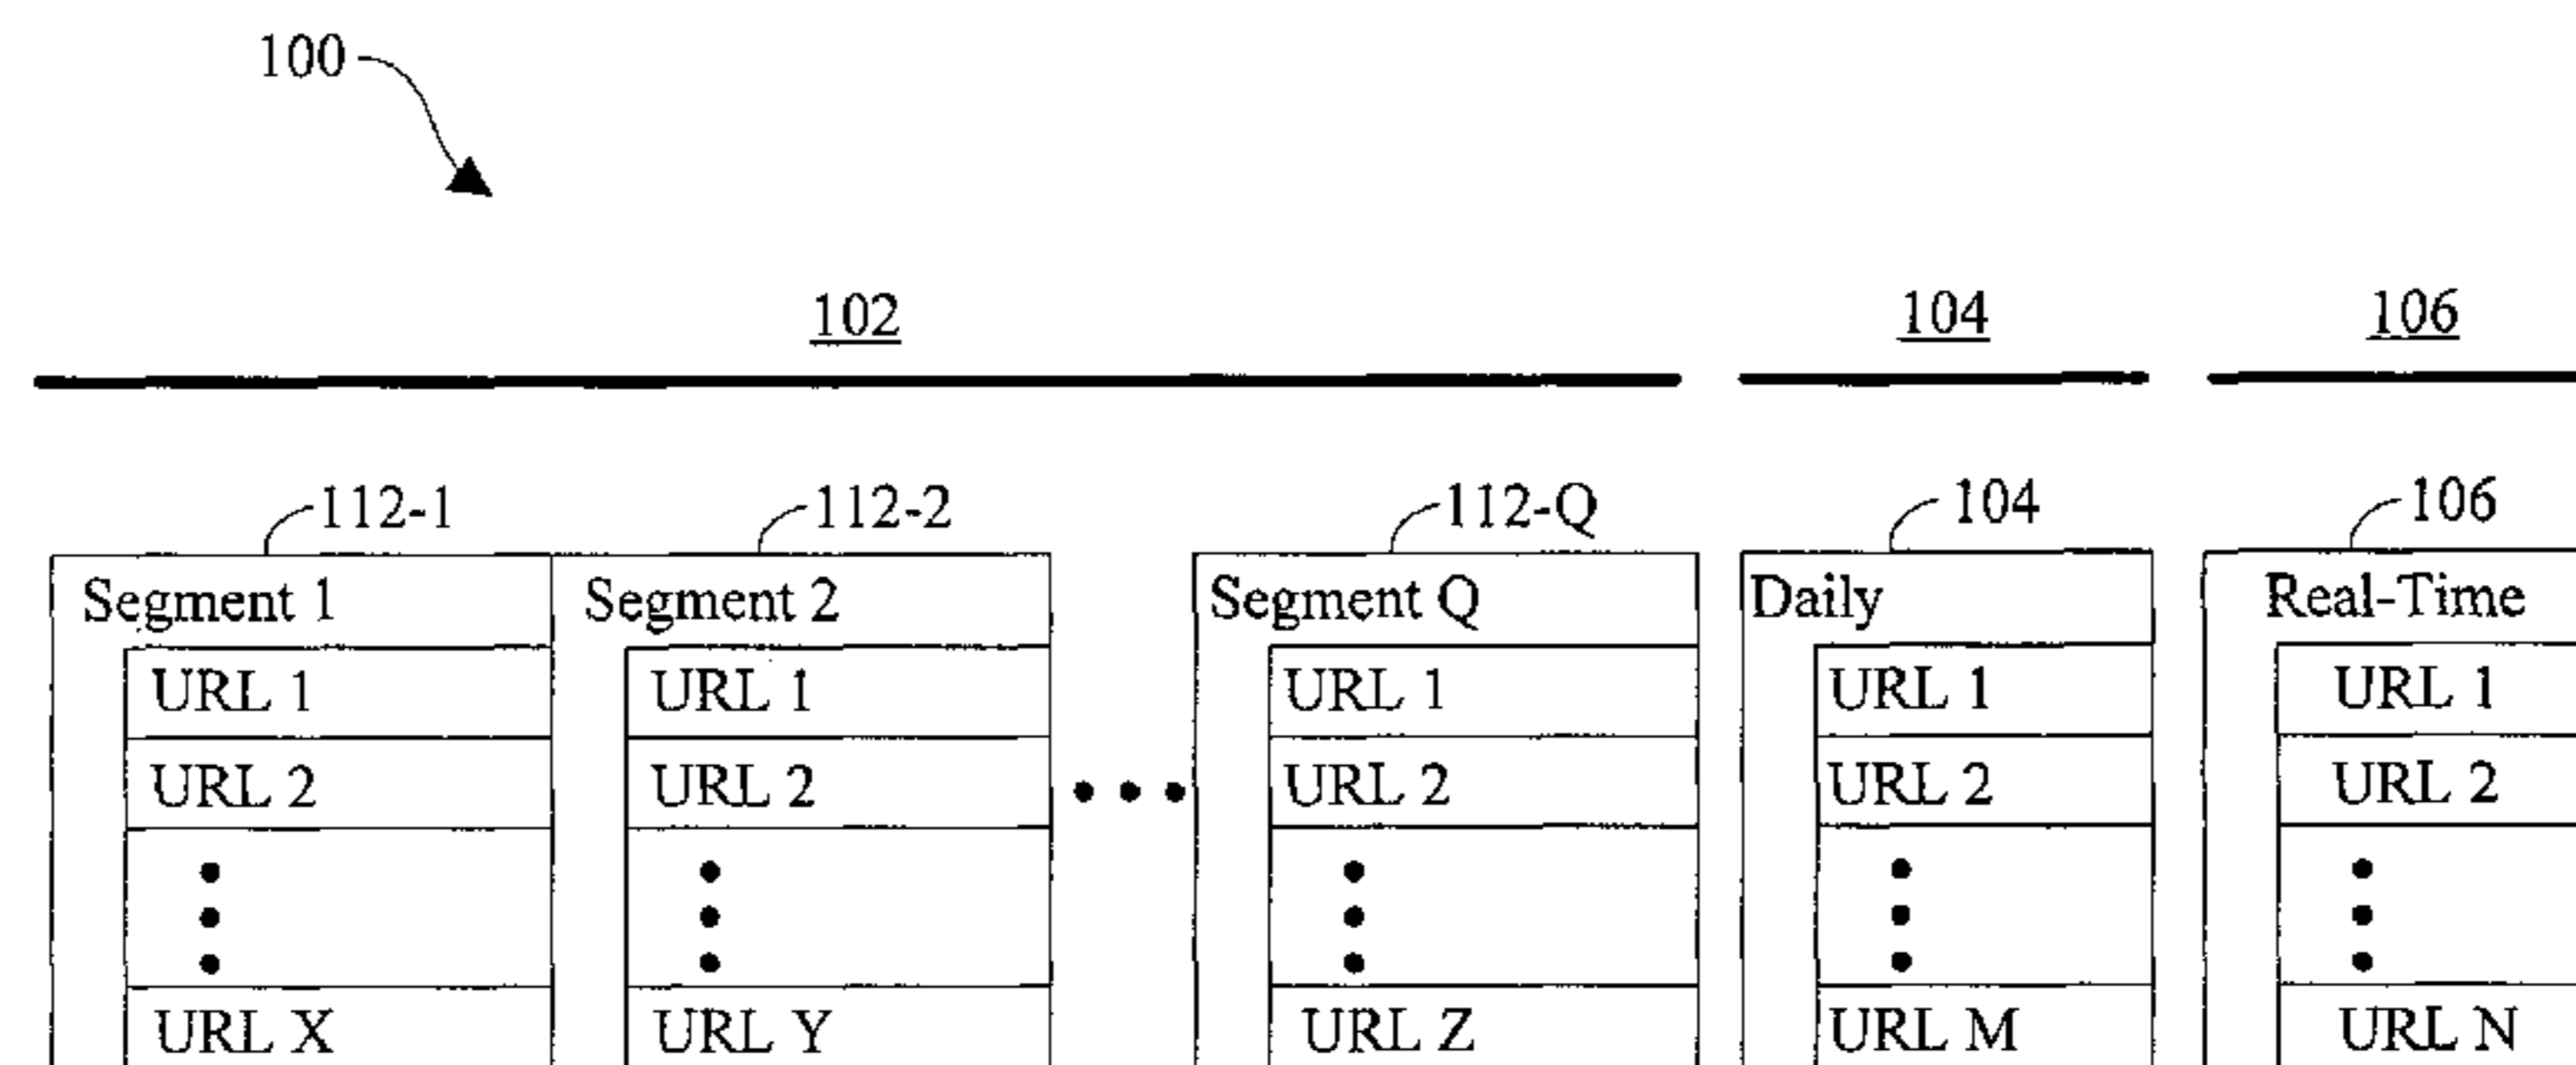 100
102 104 106
112-1 112-2 112-Q 104 106
Segment 1 Segment 2 Segment Q Daily Real-Time
URL 1 URL 1 URL 1 URL 1 URL 1
URL 2 URL 2 URL 2 URL 2 URL 2
URL X URL Y URL Z URL M URL N